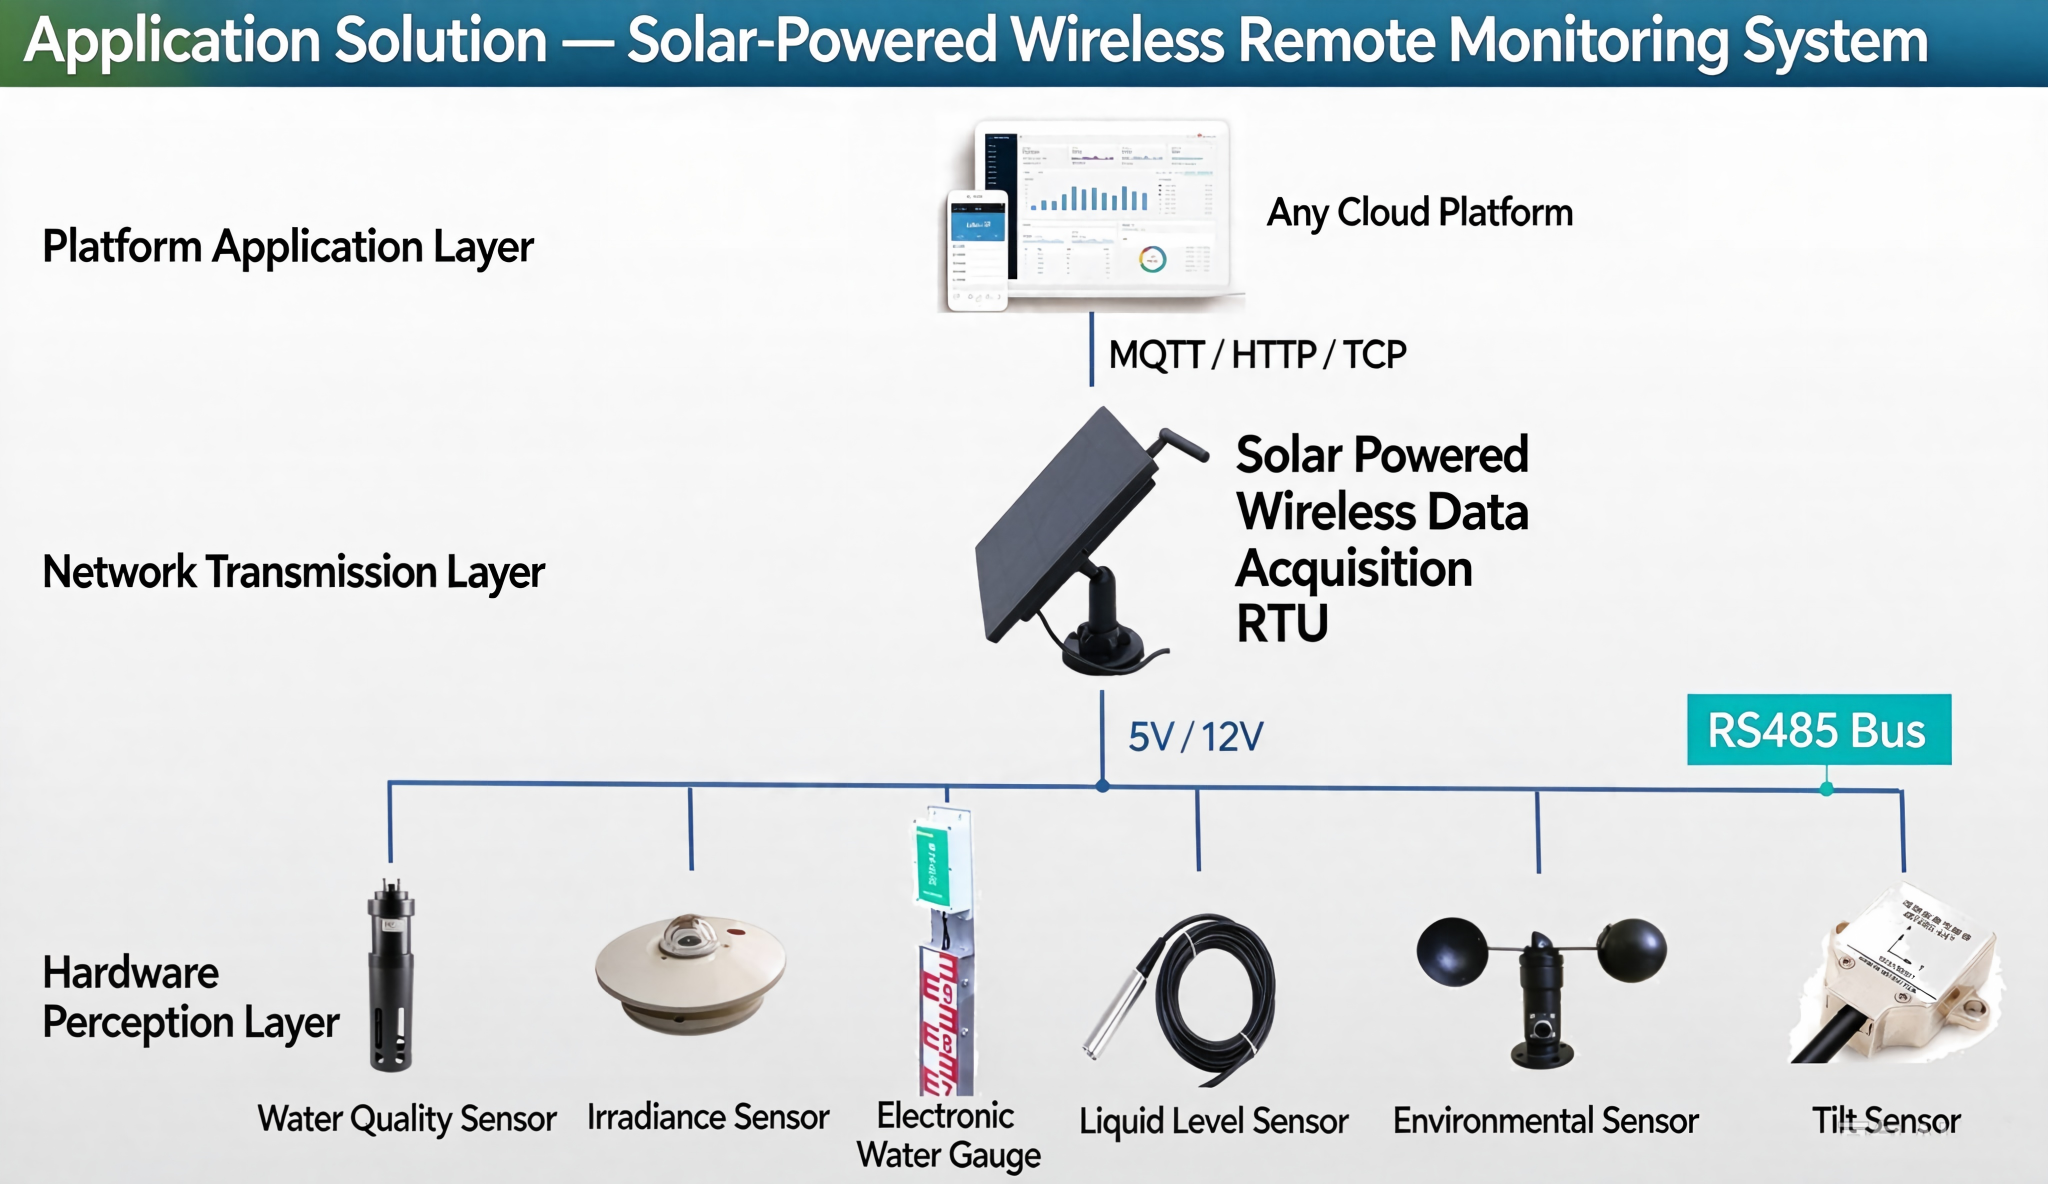 Application Solution — Solar-Powered Wireless Remote Monitoring System
Platform Application Layer
Any Cloud Platform
MQTT / HTTP / TCP
Network Transmission Layer
Solar Powered
Wireless Data
Acquisition
RTU
5V / 12V
RS485 Bus
Hardware
Perception Layer
Water Quality Sensor
Irradiance Sensor
Electronic
Water Gauge
Liquid Level Sensor
Environmental Sensor
Tilt Sensor